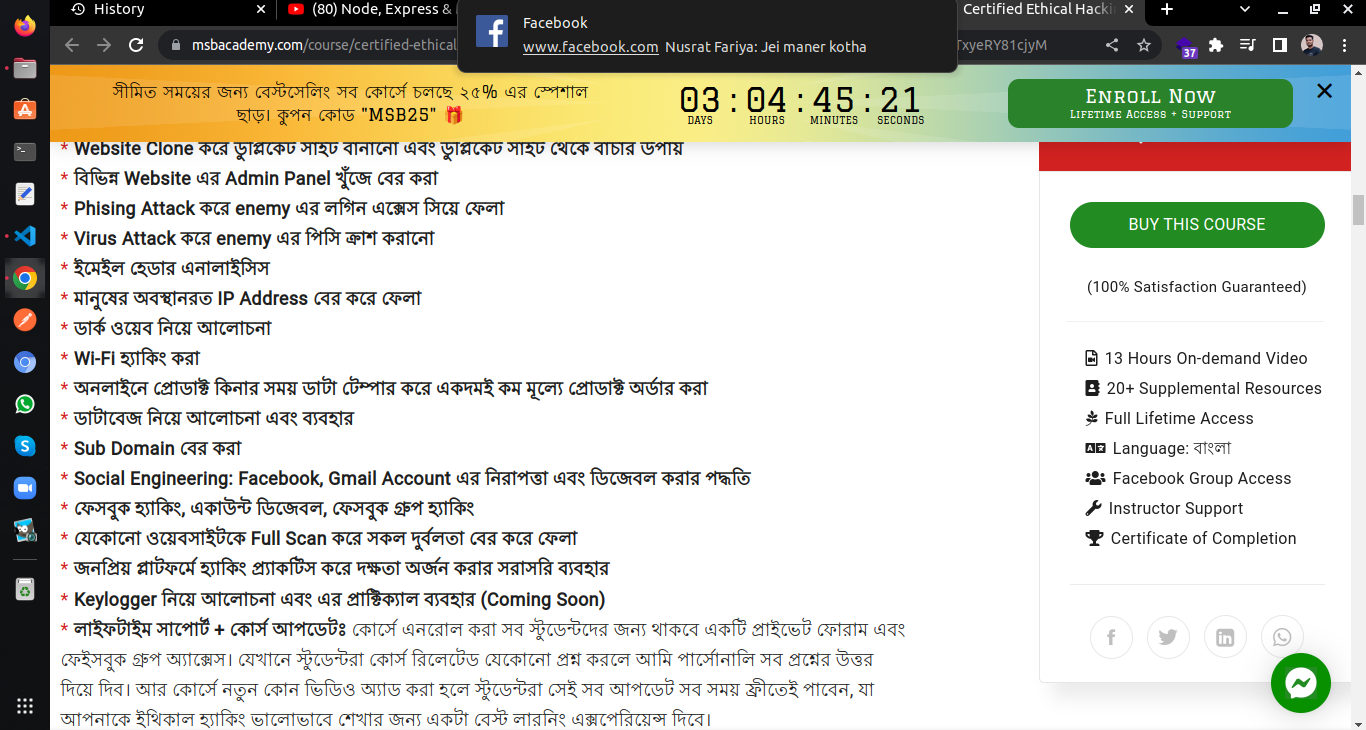 History
(80) Node, Express &
Facebook
www.facebook.com Nusrat Fariya: Jei maner kotha
Certified Ethical Hackin
msbacademy.com/course/certified-ethical
TxyeRY81cjyM
37
সীমিত সময়ের জন্য বেস্টসেলিং সব কোর্সে চলছে ২৫% এর স্পেশাল
ছাড়। কুপন কোড "MSB25" 🎁
03 : 04 : 45 : 21
DAYS HOURS MINUTES SECONDS
Enroll Now
Lifetime Access + Support
* Website Clone করে ডুপ্লিকেট সাইট বানানো এবং ডুপ্লিকেট সাইট থেকে বাচার উপায়
* বিভিন্ন Website এর Admin Panel খুঁজে বের করা
* Phising Attack করে enemy এর লগিন এক্সেস সিয়ে ফেলা
* Virus Attack করে enemy এর পিসি ক্রাশ করানো
* ইমেইল হেডার এনালাইসিস
* মানুষের অবস্থানরত IP Address বের করে ফেলা
* ডার্ক ওয়েব নিয়ে আলোচনা
* Wi-Fi হ্যাকিং করা
* অনলাইনে প্রোডাক্ট কিনার সময় ডাটা টেম্পার করে একদমই কম মূল্যে প্রোডাক্ট অর্ডার করা
* ডাটাবেজ নিয়ে আলোচনা এবং ব্যবহার
* Sub Domain বের করা
* Social Engineering: Facebook, Gmail Account এর নিরাপত্তা এবং ডিজেবল করার পদ্ধতি
* ফেসবুক হ্যাকিং, একাউন্ট ডিজেবল, ফেসবুক গ্রুপ হ্যাকিং
* যেকোনো ওয়েবসাইটকে Full Scan করে সকল দুর্বলতা বের করে ফেলা
* জনপ্রিয় প্লাটফর্মে হ্যাকিং প্র্যাকটিস করে দক্ষতা অর্জন করার সরাসরি ব্যবহার
* Keylogger নিয়ে আলোচনা এবং এর প্রাক্টিক্যাল ব্যবহার (Coming Soon)
* লাইফটাইম সাপোর্ট + কোর্স আপডেটঃ কোর্সে এনরোল করা সব স্টুডেন্টদের জন্য থাকবে একটি প্রাইভেট ফোরাম এবং
ফেইসবুক গ্রুপ অ্যাক্সেস। যেখানে স্টুডেন্টরা কোর্স রিলেটেড যেকোনো প্রশ্ন করলে আমি পার্সোনালি সব প্রশ্নের উত্তর
দিয়ে দিব। আর কোর্সে নতুন কোন ভিডিও অ্যাড করা হলে স্টুডেন্টরা সেই সব আপডেট সব সময় ফ্রীতেই পাবেন, যা
আপনাকে ইথিকাল হ্যাকিং ভালোভাবে শেখার জন্য একটা বেস্ট লারনিং এক্সপেরিয়েন্স দিবে।
BUY THIS COURSE
(100% Satisfaction Guaranteed)
13 Hours On-demand Video
20+ Supplemental Resources
Full Lifetime Access
Language: বাংলা
Facebook Group Access
Instructor Support
Certificate of Completion